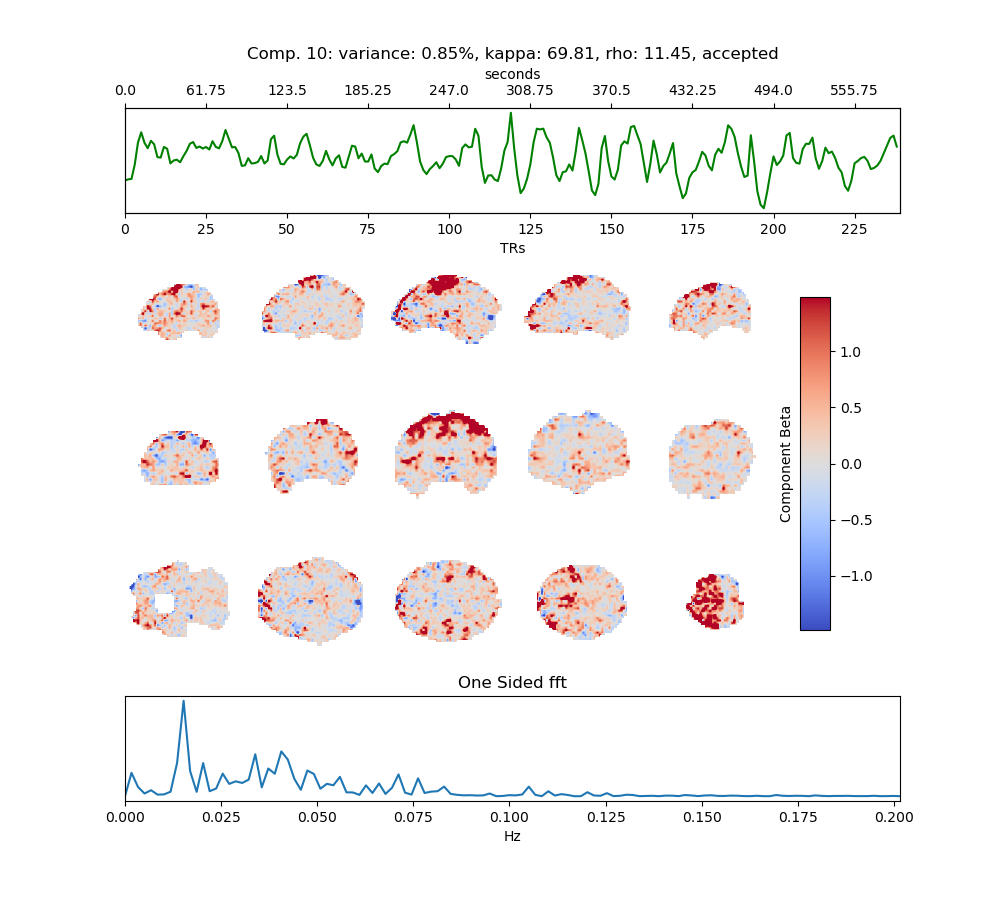 Comp. 10: variance: 0.85%, kappa: 69.81, rho: 11.45, accepted
seconds
0.0 61.75 123.5 185.25 247.0 308.75 370.5 432.25 494.0 555.75
0 25 50 75 100 125 150 175 200 225
TRs
1.0
0.5
0.0
−0.5
−1.0
Component Beta
One Sided fft
0.000 0.025 0.050 0.075 0.100 0.125 0.150 0.175 0.200
Hz